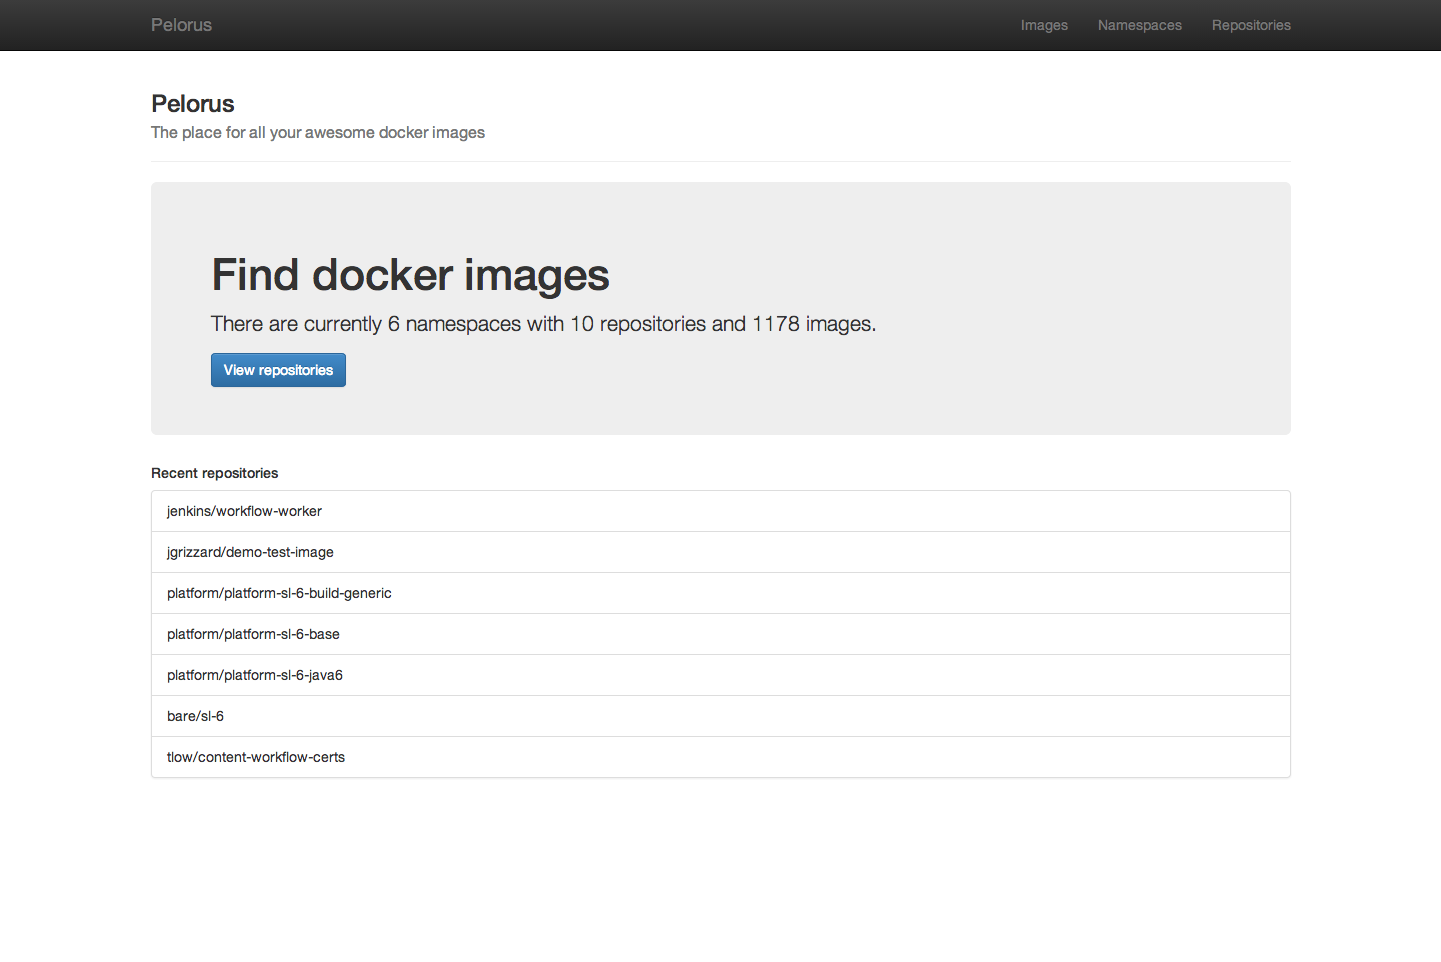 Pelorus
Images Namespaces Repositories
Pelorus
The place for all your awesome docker images
Find docker images
There are currently 6 namespaces with 10 repositories and 1178 images.
View repositories
Recent repositories
jenkins/workflow-worker
jgrizzard/demo-test-image
platform/platform-sl-6-build-generic
platform/platform-sl-6-base
platform/platform-sl-6-java6
bare/sl-6
tlow/content-workflow-certs